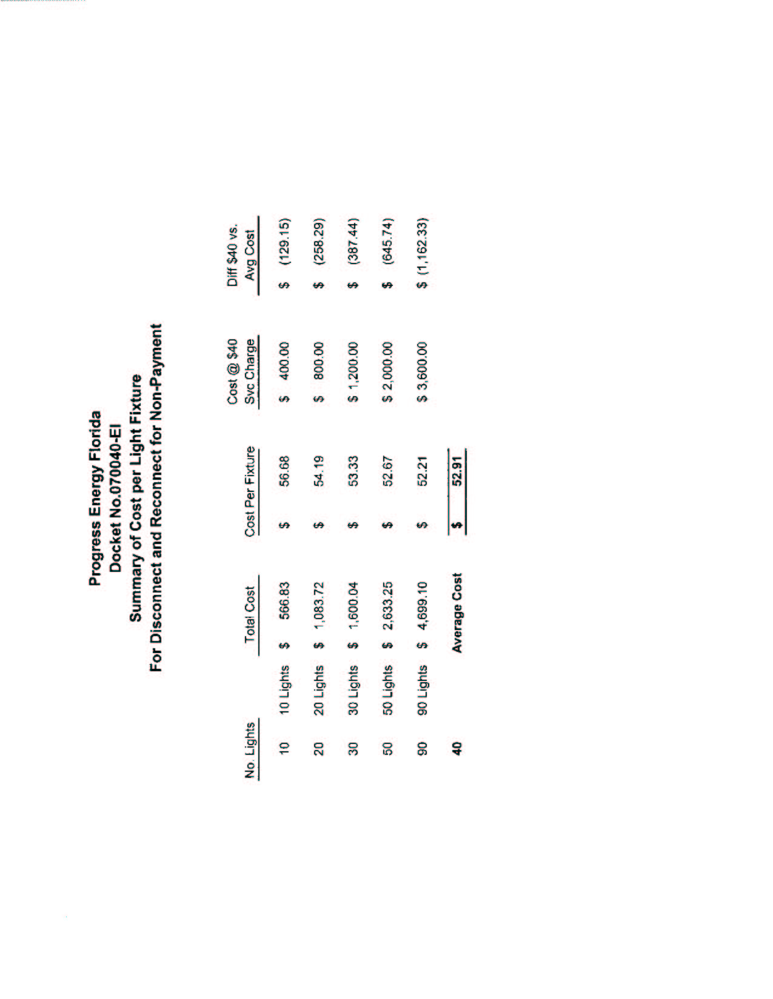 Progress Energy Florida
Docket No.070040-EI
Summary of Cost per Light Fixture
For Disconnect and Reconnect for Non-Payment
Cost @ $40 Diff $40 vs.
No. Lights Total Cost Cost Per Fixture Svc Charge Avg Cost
10 10 Lights $ 566.83 $ 56.68 $ 400.00 $ (129.15)
20 20 Lights $ 1,083.72 $ 54.19 $ 800.00 $ (258.29)
30 30 Lights $ 1,600.04 $ 53.33 $ 1,200.00 $ (387.44)
50 50 Lights $ 2,633.25 $ 52.67 $ 2,000.00 $ (645.74)
90 90 Lights $ 4,699.10 $ 52.21 $ 3,600.00 $ (1,162.33)
40 Average Cost $ 52.91